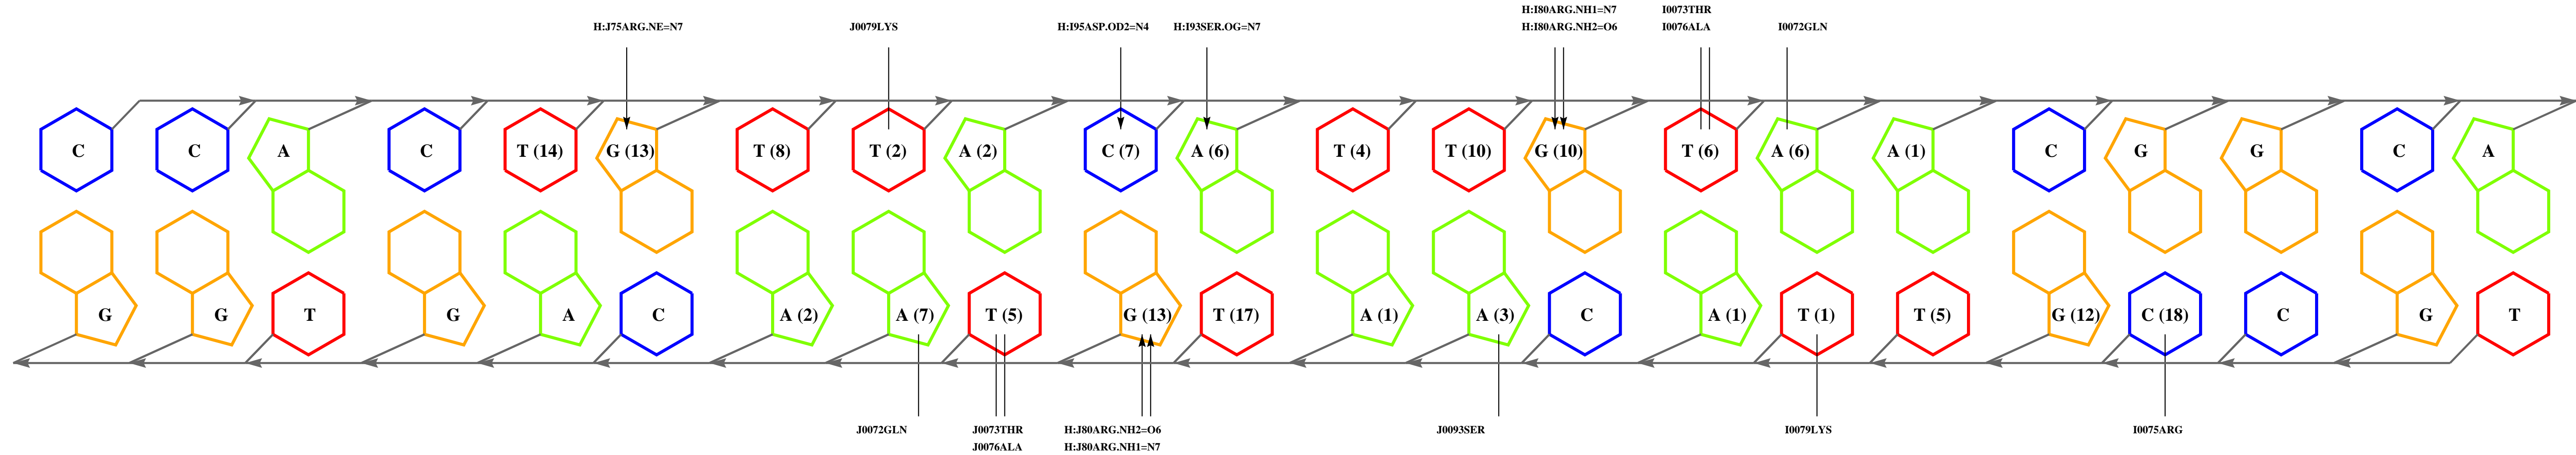 H:J75ARG.NE=N7 J0079LYS H:I95ASP.OD2=N4 H:I93SER.OG=N7 H:I80ARG.NH1=N7 I0073THR I0072GLN
H:I80ARG.NH2=O6 I0076ALA
C C A C T (14) G (13) T (8) T (2) A (2) C (7) A (6) T (4) T (10) G (10) T (6) A (6) A (1) C G G C A
G G T G A C A (2) A (7) T (5) G (13) T (17) A (1) A (3) C A (1) T (1) T (5) G (12) C (18) C G T
J0072GLN J0073THR H:J80ARG.NH2=O6 J0093SER I0079LYS I0075ARG
J0076ALA H:J80ARG.NH1=N7